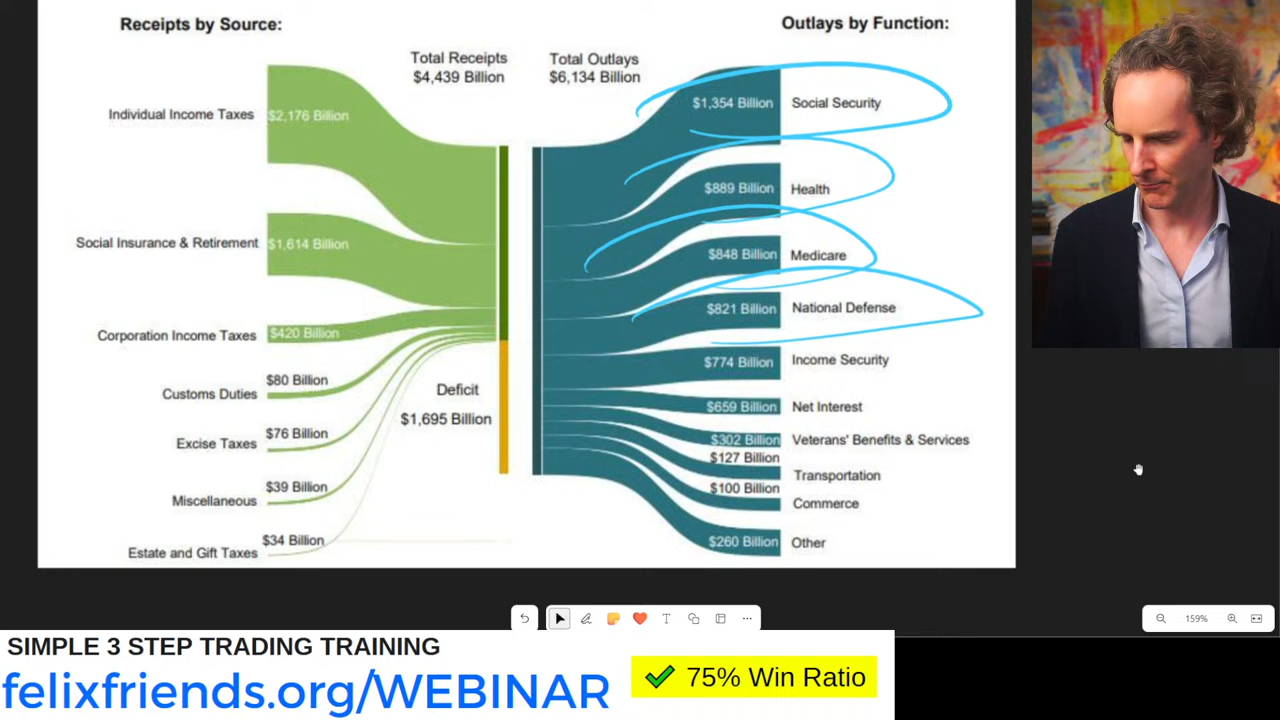 Receipts by Source:
Outlays by Function:
Total Receipts
$4,439 Billion
Total Outlays
$6,134 Billion
Individual Income Taxes
$2,176 Billion
Social Insurance & Retirement
$1,614 Billion
Corporation Income Taxes
$420 Billion
Customs Duties
$80 Billion
Excise Taxes
$76 Billion
Miscellaneous
$39 Billion
Estate and Gift Taxes
$34 Billion
Deficit
$1,695 Billion
$1,354 Billion
Social Security
$889 Billion
Health
$848 Billion
Medicare
$821 Billion
National Defense
$774 Billion
Income Security
$659 Billion
Net Interest
$302 Billion
Veterans' Benefits & Services
$127 Billion
Transportation
$100 Billion
Commerce
$260 Billion
Other
T
159%
SIMPLE 3 STEP TRADING TRAINING
felixfriends.org/WEBINAR
75% Win Ratio